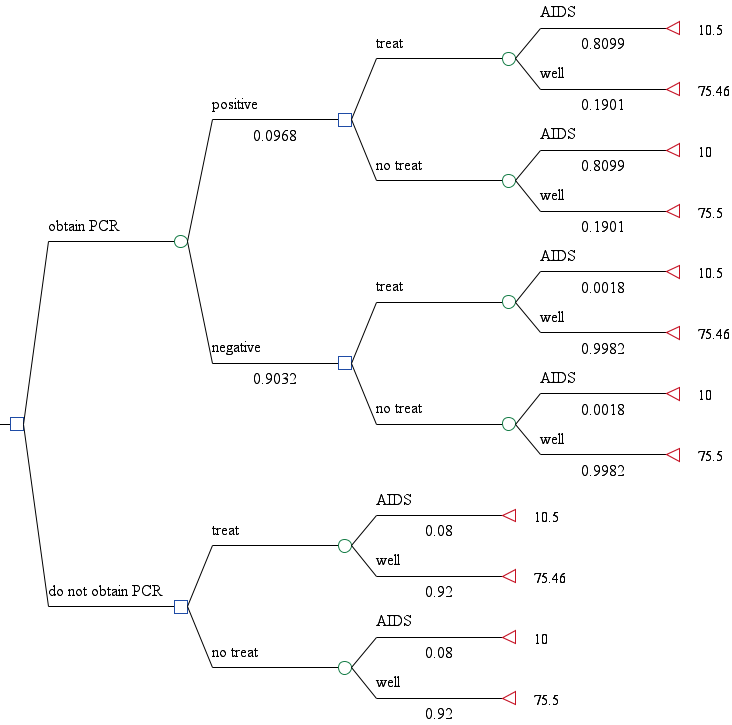 AIDS
10.5
0.8099
treat
well
75.46
0.1901
positive
0.0968
AIDS
10
0.8099
no treat
well
75.5
0.1901
obtain PCR
AIDS
10.5
0.0018
treat
well
75.46
0.9982
negative
0.9032
AIDS
10
0.0018
no treat
well
75.5
0.9982
AIDS
10.5
0.08
treat
well
75.46
0.92
do not obtain PCR
AIDS
10
0.08
no treat
well
75.5
0.92